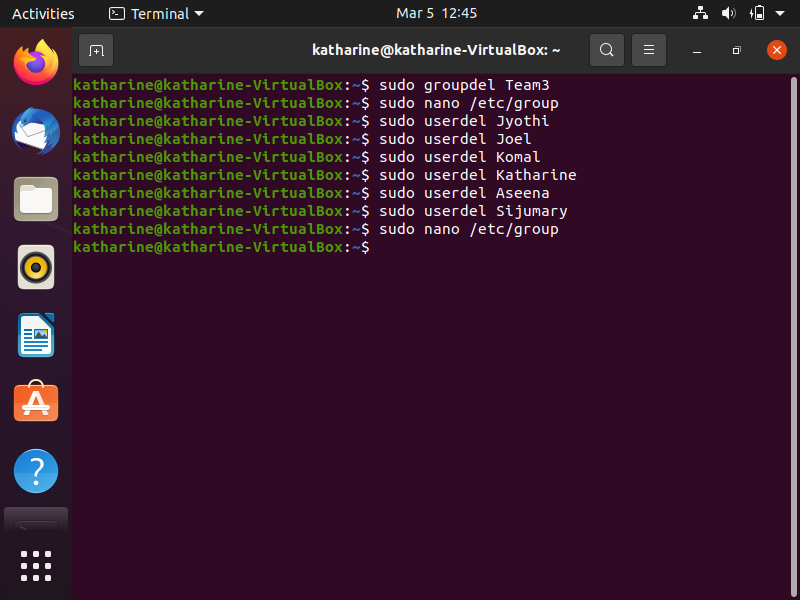 Activities
Terminal
Mar 5 12:45
katharine@katharine-VirtualBox: ~
katharine@katharine-VirtualBox:~$ sudo groupdel Team3
katharine@katharine-VirtualBox:~$ sudo nano /etc/group
katharine@katharine-VirtualBox:~$ sudo userdel Jyothi
katharine@katharine-VirtualBox:~$ sudo userdel Joel
katharine@katharine-VirtualBox:~$ sudo userdel Komal
katharine@katharine-VirtualBox:~$ sudo userdel Katharine
katharine@katharine-VirtualBox:~$ sudo userdel Aseena
katharine@katharine-VirtualBox:~$ sudo userdel Sijumary
katharine@katharine-VirtualBox:~$ sudo nano /etc/group
katharine@katharine-VirtualBox:~$